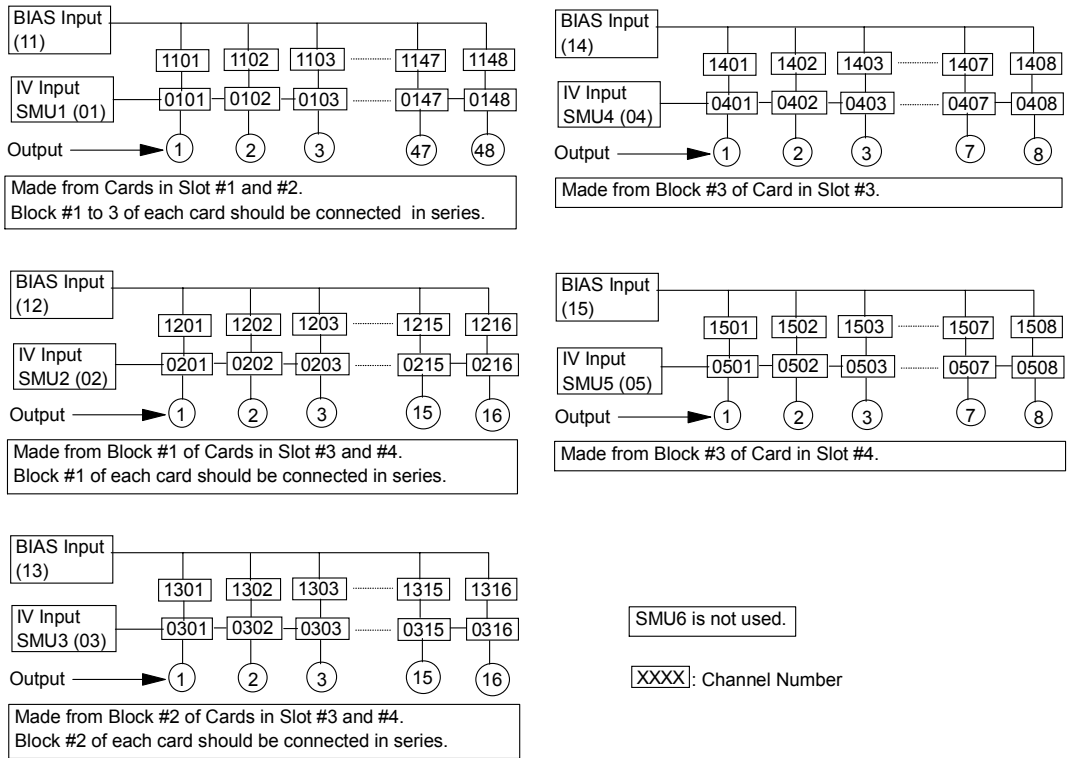 BIAS Input
(11)
1101 1102 1103 1147 1148
IV Input
SMU1 (01)
0101 0102 0103 0147 0148
Output 1 2 3 47 48
Made from Cards in Slot #1 and #2.
Block #1 to 3 of each card should be connected in series.
BIAS Input
(12)
1201 1202 1203 1215 1216
IV Input
SMU2 (02)
0201 0202 0203 0215 0216
Output 1 2 3 15 16
Made from Block #1 of Cards in Slot #3 and #4.
Block #1 of each card should be connected in series.
BIAS Input
(13)
1301 1302 1303 1315 1316
IV Input
SMU3 (03)
0301 0302 0303 0315 0316
Output 1 2 3 15 16
Made from Block #2 of Cards in Slot #3 and #4.
Block #2 of each card should be connected in series.
BIAS Input
(14)
1401 1402 1403 1407 1408
IV Input
SMU4 (04)
0401 0402 0403 0407 0408
Output 1 2 3 7 8
Made from Block #3 of Card in Slot #3.
BIAS Input
(15)
1501 1502 1503 1507 1508
IV Input
SMU5 (05)
0501 0502 0503 0507 0508
Output 1 2 3 7 8
Made from Block #3 of Card in Slot #4.
SMU6 is not used.
XXXX : Channel Number